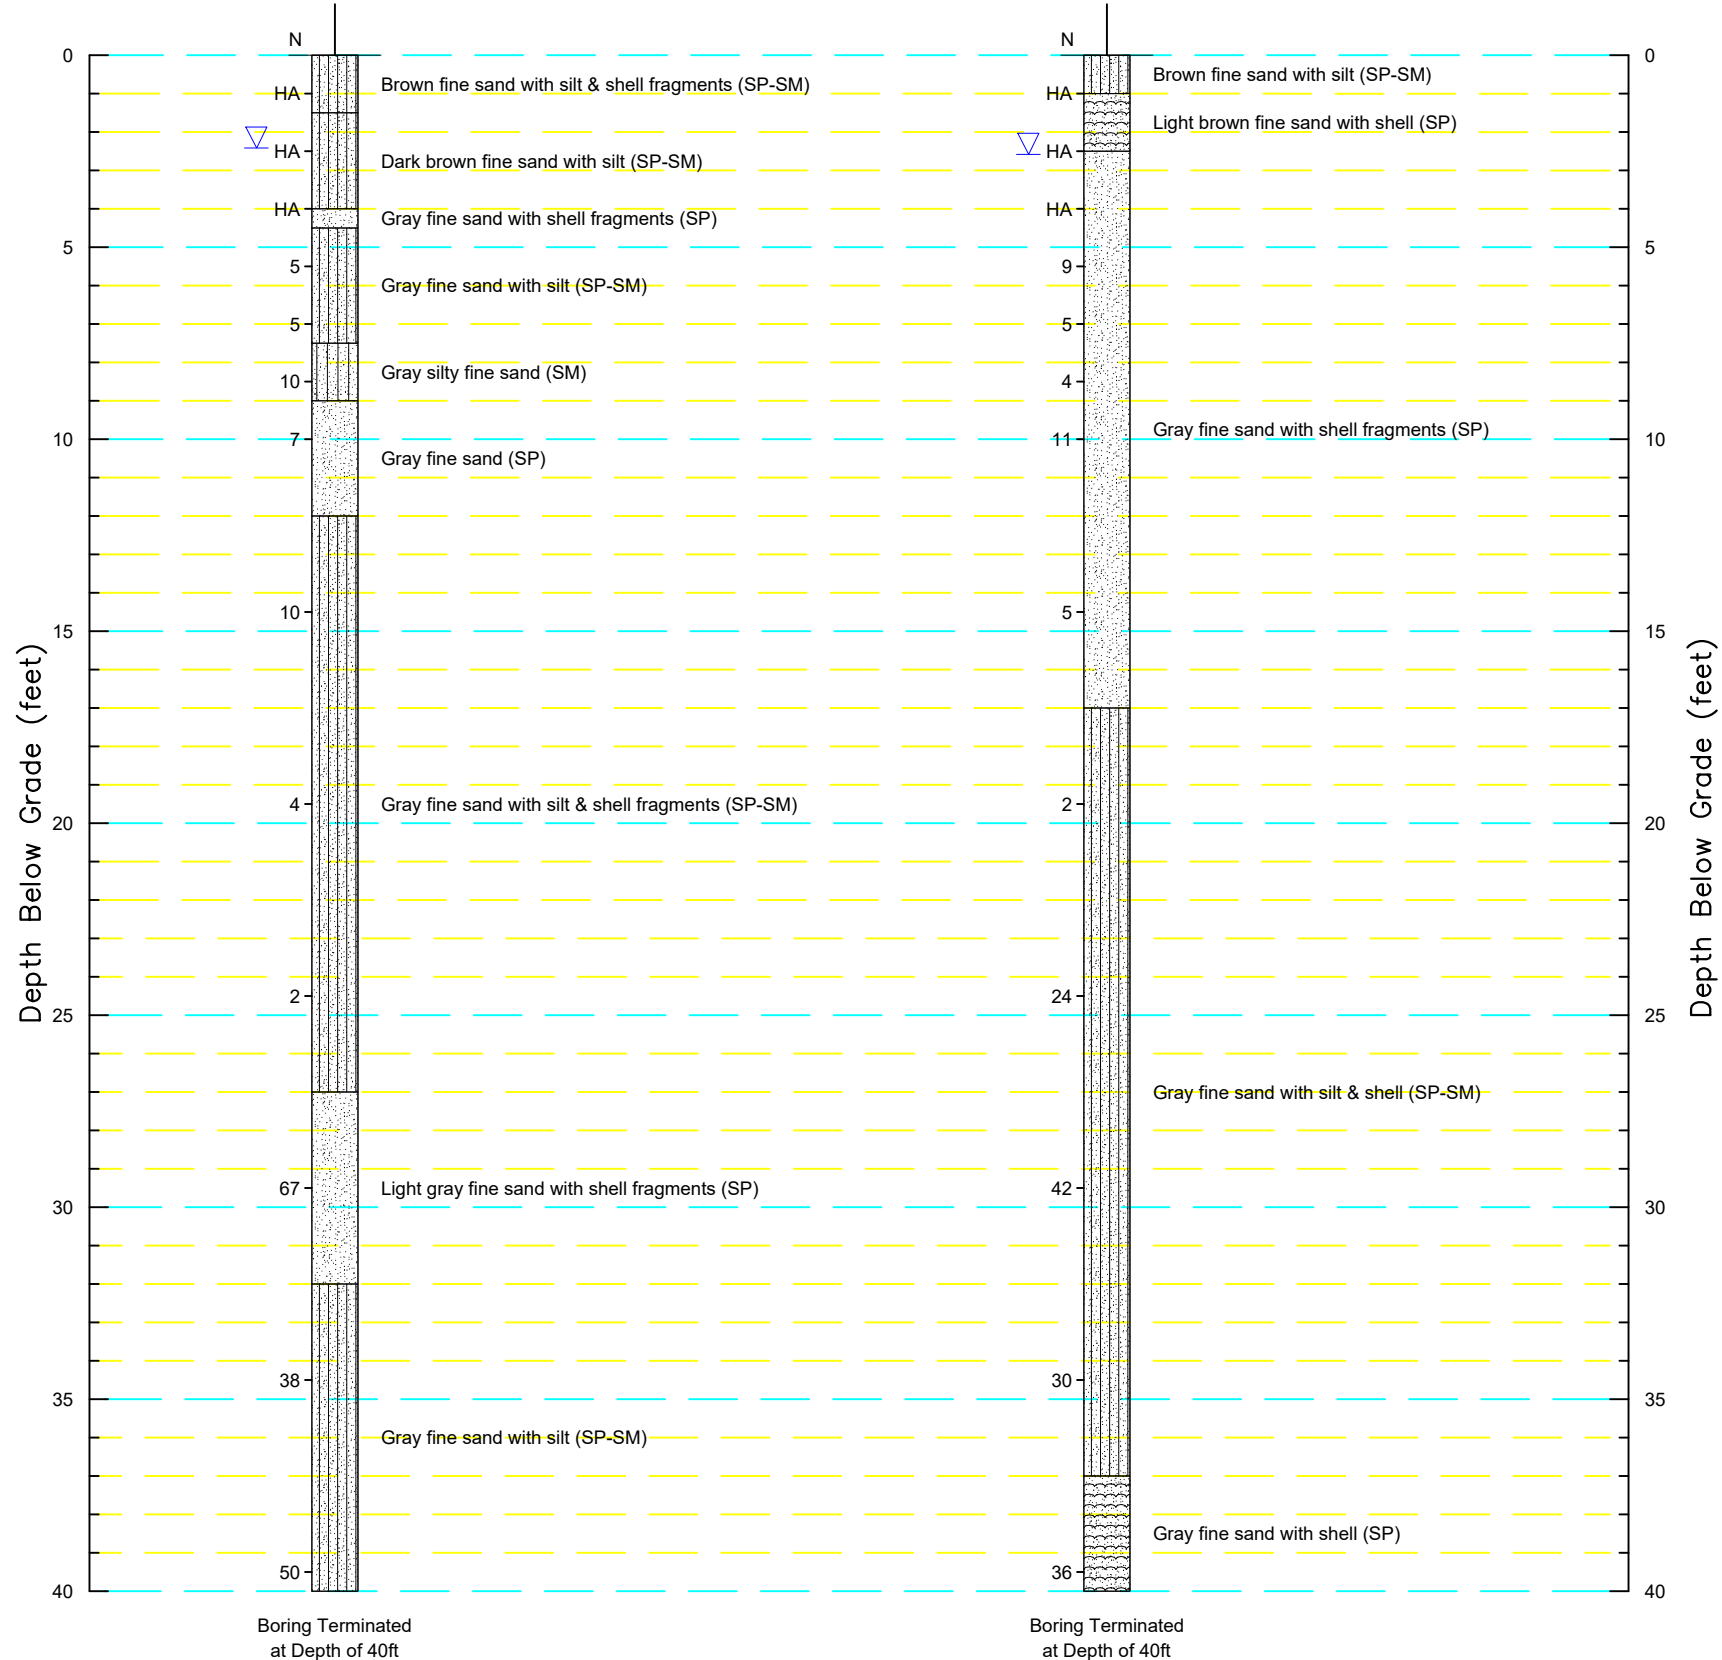 N
N
0
0
Brown fine sand with silt (SP-SM)
Brown fine sand with silt & shell fragments (SP-SM)
HA
HA
Light brown fine sand with shell (SP)
HA
HA
Dark brown fine sand with silt (SP-SM)
HA
HA
Gray fine sand with shell fragments (SP)
5
5
5
9
Gray fine sand with silt (SP-SM)
5
5
Gray silty fine sand (SM)
10
4
Gray fine sand with shell fragments (SP)
10
7
11
10
Gray fine sand (SP)
10
5
15
15
4
Gray fine sand with silt & shell fragments (SP-SM)
2
20
20
Depth Below Grade (feet)
Depth Below Grade (feet)
2
24
25
25
Gray fine sand with silt & shell (SP-SM)
67
Light gray fine sand with shell fragments (SP)
42
30
30
38
30
35
35
Gray fine sand with silt (SP-SM)
Gray fine sand with shell (SP)
50
36
40
40
Boring Terminated
at Depth of 40ft
Boring Terminated
at Depth of 40ft